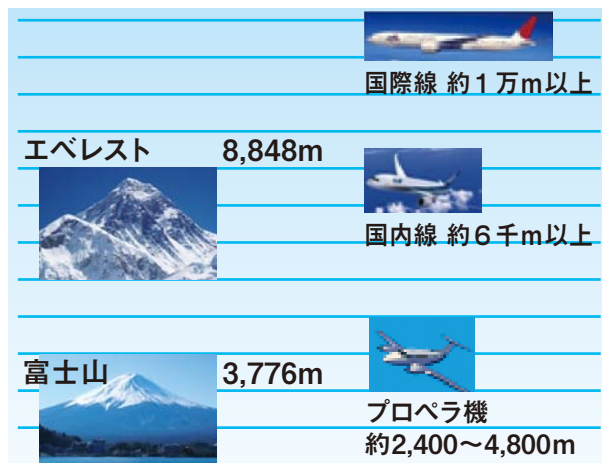 国際線 約1万m以上
エベレスト 8,848m
国内線 約6千m以上
富士山 3,776m
プロペラ機
約2,400〜4,800m